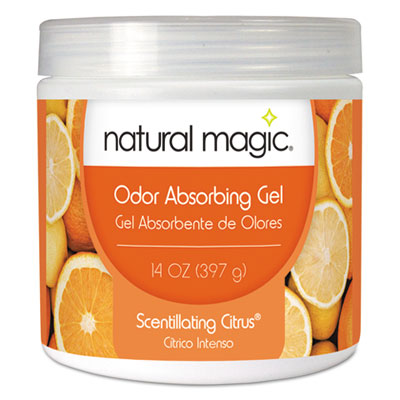 natural magic®
Odor Absorbing Gel
Gel Absorbente de Olores
14 OZ (397 g)
Scentillating Citrus®
Cítrico Intenso